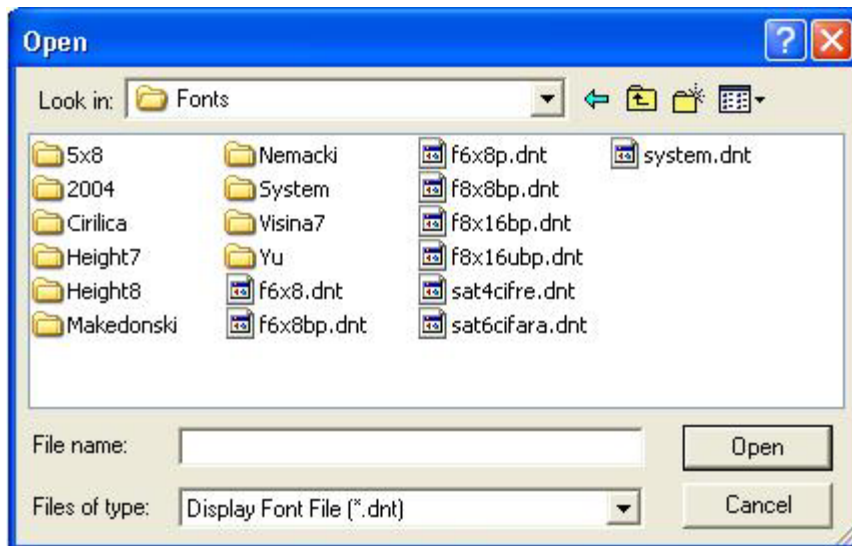 Open
Look in: Fonts
5x8 Nemacki f6x8p.dnt system.dnt
2004 System f8x8bp.dnt
Cirilica Visina7 f8x16bp.dnt
Height7 Yu f8x16ubp.dnt
Height8 f6x8.dnt sat4cifre.dnt
Makedonski f6x8bp.dnt sat6cifara.dnt
File name: Open
Files of type: Display Font File (*.dnt) Cancel